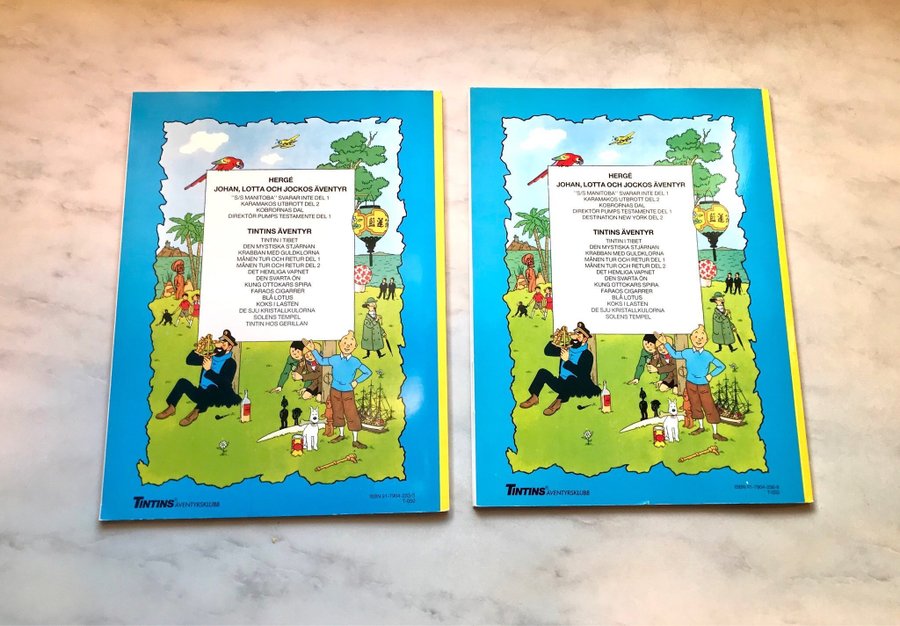 HERGÉ
JOHAN, LOTTA OCH JOCKOS ÄVENTYR
"S/S MANITOBA" SVARAR INTE DEL 1
KARAMAKOS UTBROTT DEL 2
KOBRORNAS DAL
DIREKTÖR PUMPS TESTAMENTE DEL 1
TINTINS ÄVENTYR
TINTIN I TIBET
DEN MYSTISKA STJÄRNAN
KRABBAN MED GULDKLORNA
MÅNEN TUR OCH RETUR DEL 1
MÅNEN TUR OCH RETUR DEL 2
DET HEMLIGA VAPNET
DEN SVARTA ÖN
KUNG OTTOKARS SPIRA
FARAOS CIGARRER
BLÅ LOTUS
KOKS I LASTEN
DE SJU KRISTALLKULORNA
SOLENS TEMPEL
TINTIN HOS GERILLAN
TINTINS® ÄVENTYRSKLUBB
ISBN 91-7904-220-3
T-050
HERGÉ
JOHAN, LOTTA OCH JOCKOS ÄVENTYR
"S/S MANITOBA" SVARAR INTE DEL 1
KARAMAKOS UTBROTT DEL 2
KOBRORNAS DAL
DIREKTÖR PUMPS TESTAMENTE DEL 1
DESTINATION NEW YORK DEL 2
TINTINS ÄVENTYR
TINTIN I TIBET
DEN MYSTISKA STJÄRNAN
KRABBAN MED GULDKLORNA
MÅNEN TUR OCH RETUR DEL 1
MÅNEN TUR OCH RETUR DEL 2
DET HEMLIGA VAPNET
DEN SVARTA ÖN
KUNG OTTOKARS SPIRA
FARAOS CIGARRER
BLÅ LOTUS
KOKS I LASTEN
DE SJU KRISTALLKULORNA
SOLENS TEMPEL
TINTINS® ÄVENTYRSKLUBB